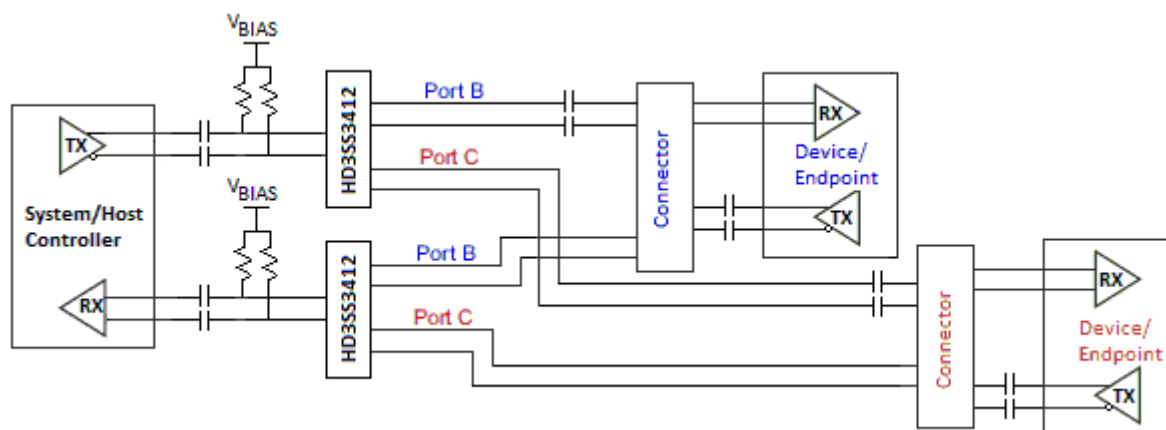 VBIAS
HD3SS3412
Port B
Port C
TX
System/Host
Controller
RX
VBIAS
HD3SS3412
Port B
Port C
Connector
RX
Device/
Endpoint
TX
Connector
RX
Device/
Endpoint
TX